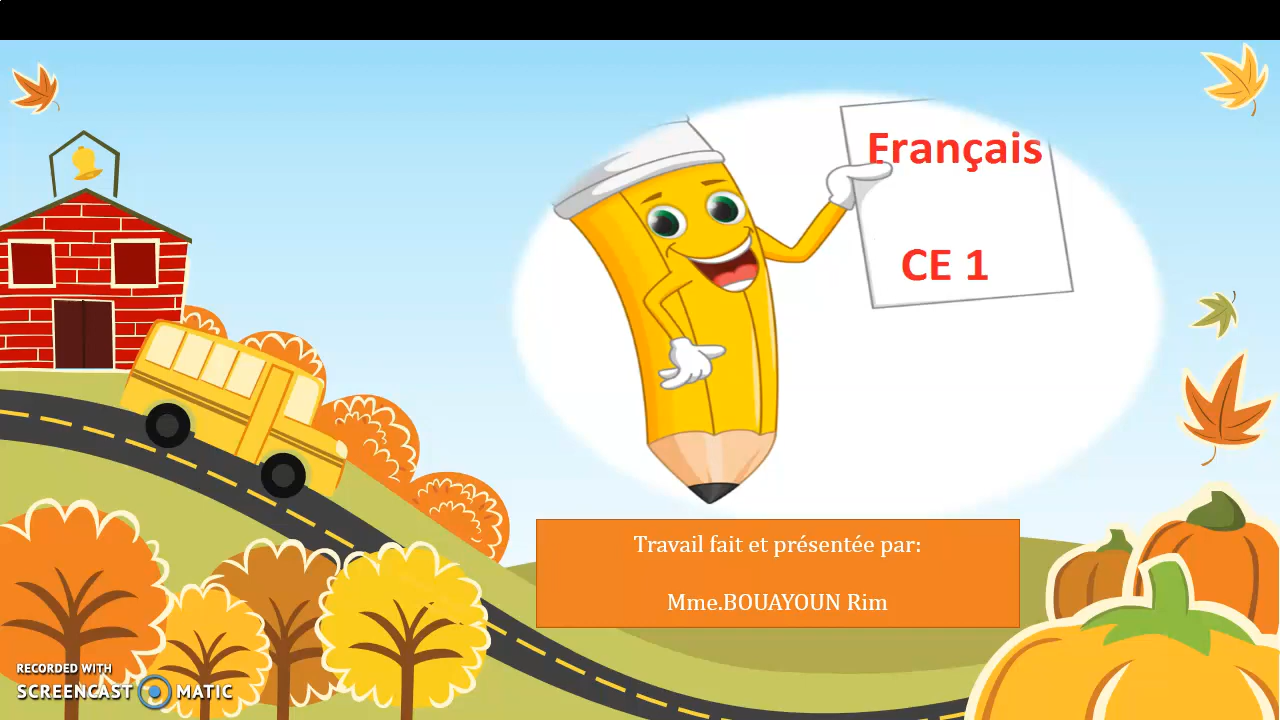 Français
CE 1
Travail fait et présentée par:
Mme.BOUAYOUN Rim
RECORDED WITH
SCREENCAST MATIC